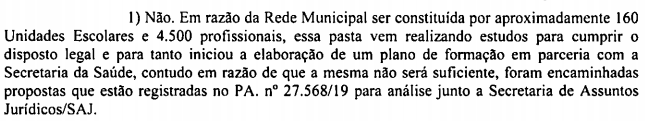 1) Não. Em razão da Rede Municipal ser constituída por aproximadamente 160
Unidades Escolares e 4.500 profissionais, essa pasta vem realizando estudos para cumprir o
disposto legal e para tanto iniciou a elaboração de um plano de formação em parceria com a
Secretaria da Saúde, contudo em razão de que a mesma não será suficiente, foram encaminhadas
propostas que estão registradas no PA. nº 27.568/19 para análise junto a Secretaria de Assuntos
Jurídicos/SAJ.